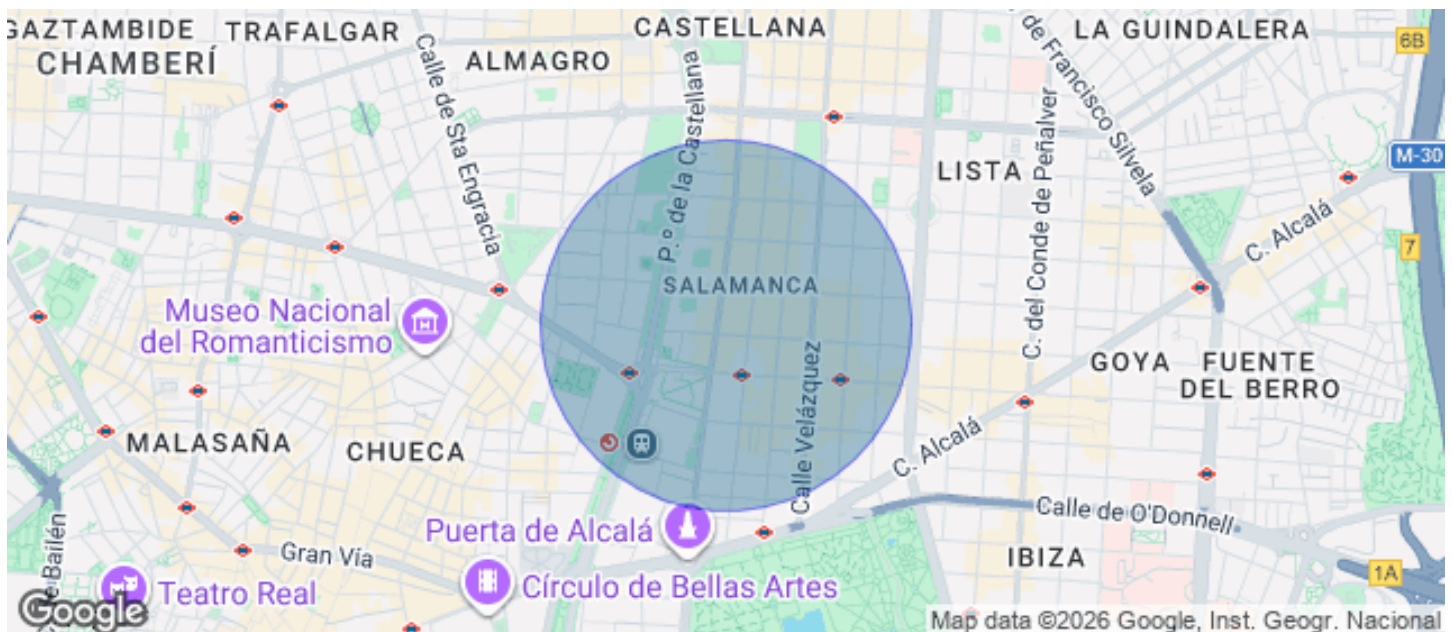 GAZTAMBIDE
TRAFALGAR
CASTELLANA
LA GUINDALERA
CHAMBERÍ
ALMAGRO
6B
Calle de Sta Engracia
P.º de la Castellana
de Francisco Silvela
C. del Conde de Peñalver
LISTA
M-30
C. Alcalá
7
SALAMANCA
Museo Nacional
del Romanticismo
Calle Velázquez
GOYA
FUENTE
DEL BERRO
MALASAÑA
CHUECA
C. Alcalá
Calle de O'Donnell
Puerta de Alcalá
Gran Vía
IBIZA
Bailén
Teatro Real
Círculo de Bellas Artes
1A
Google
Map data ©2026 Google, Inst. Geogr. Nacional